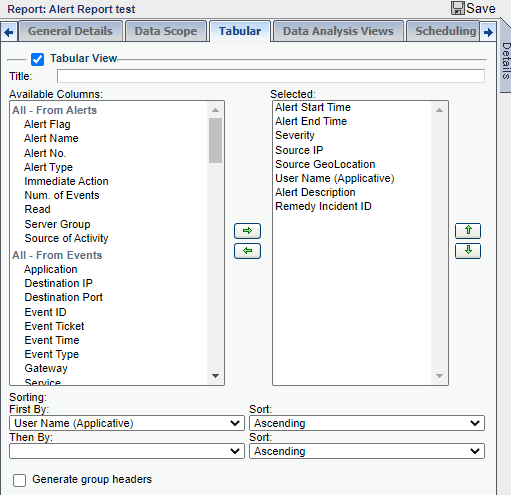 Report: Alert Report test
Save
General Details
Data Scope
Tabular
Data Analysis Views
Scheduling
Details
Tabular View
Title:
Available Columns:
All - From Alerts
Alert Flag
Alert Name
Alert No.
Alert Type
Immediate Action
Num. of Events
Read
Server Group
Source of Activity
All - From Events
Application
Destination IP
Destination Port
Event ID
Event Ticket
Event Time
Event Type
Gateway
Service
Selected:
Alert Start Time
Alert End Time
Severity
Source IP
Source GeoLocation
User Name (Applicative)
Alert Description
Remedy Incident ID
Sorting:
First By:
User Name (Applicative)
Sort:
Ascending
Then By:
Sort:
Ascending
Generate group headers